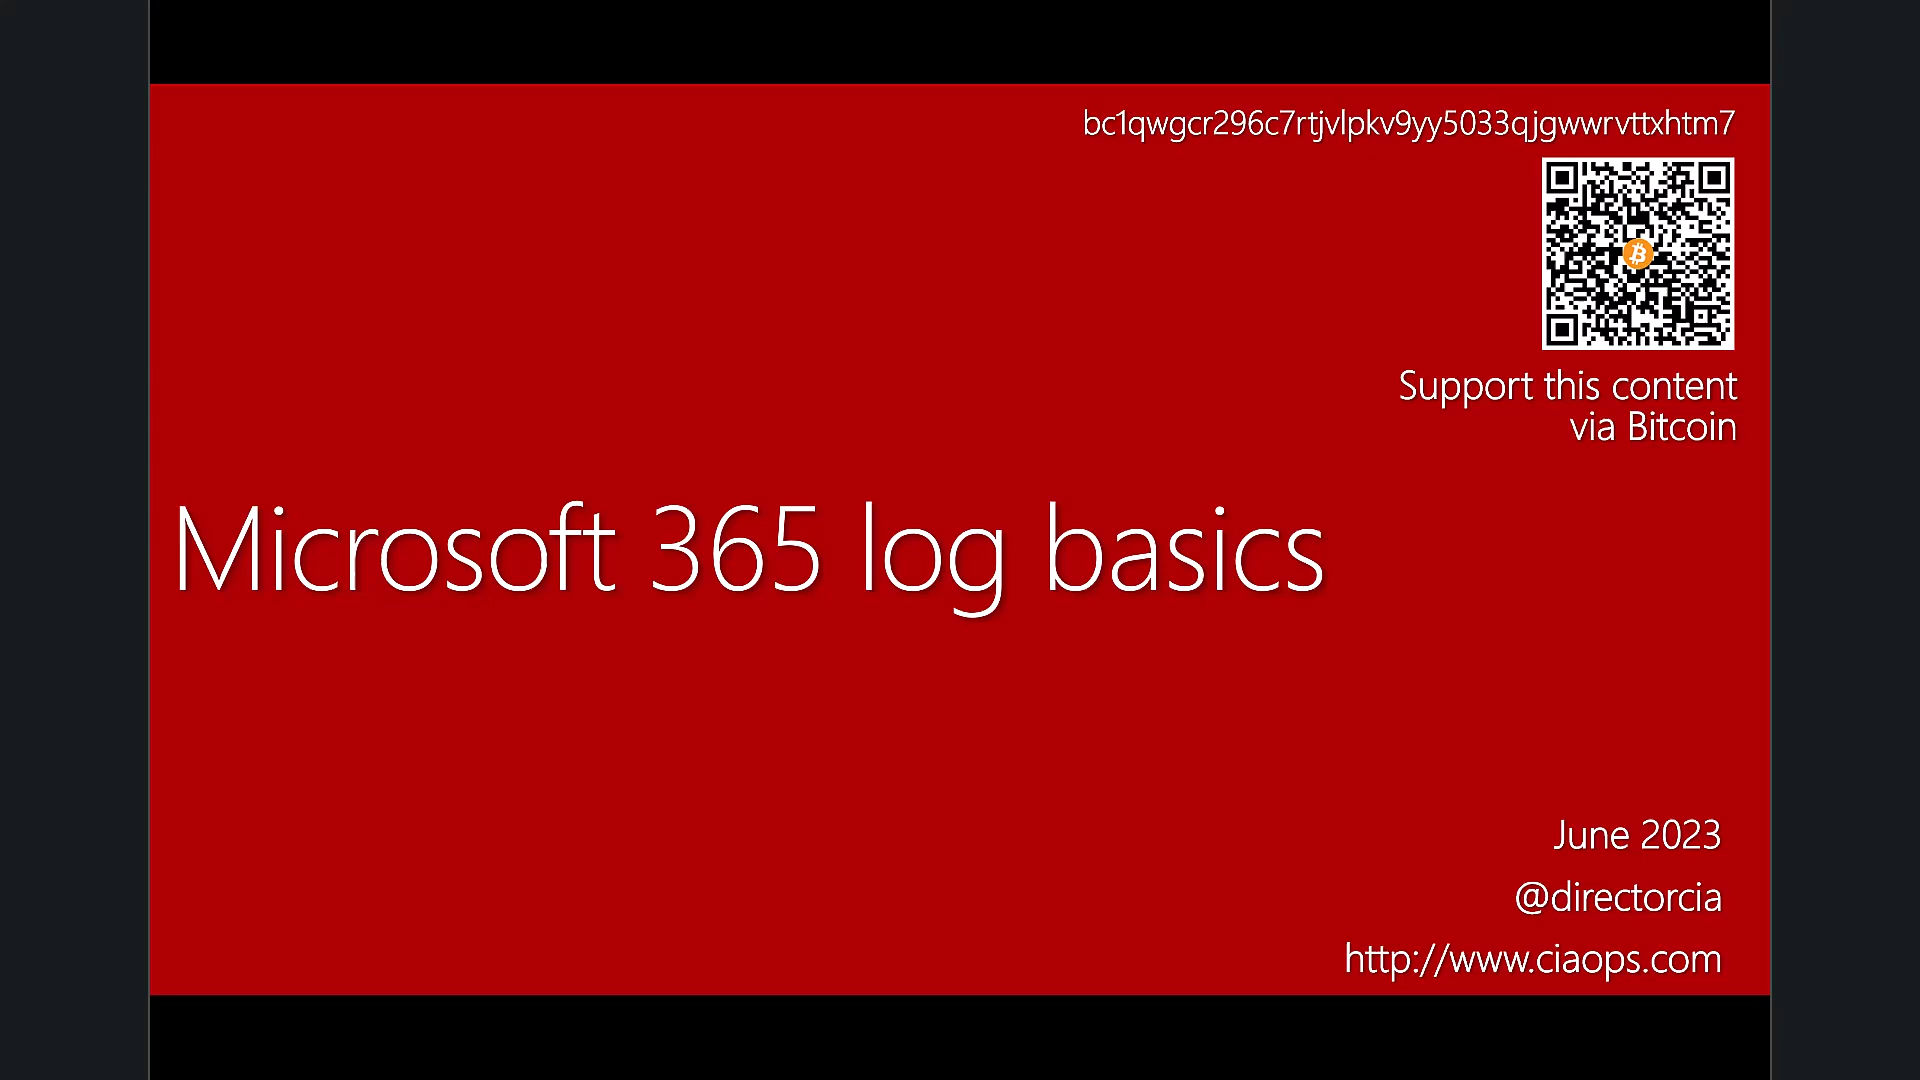 bc1qwgcr296c7rtjvlpkv9yy5033qjgwwrvttxhtm7
Support this content
via Bitcoin
Microsoft 365 log basics
June 2023
@directorcia
http://www.ciaops.com